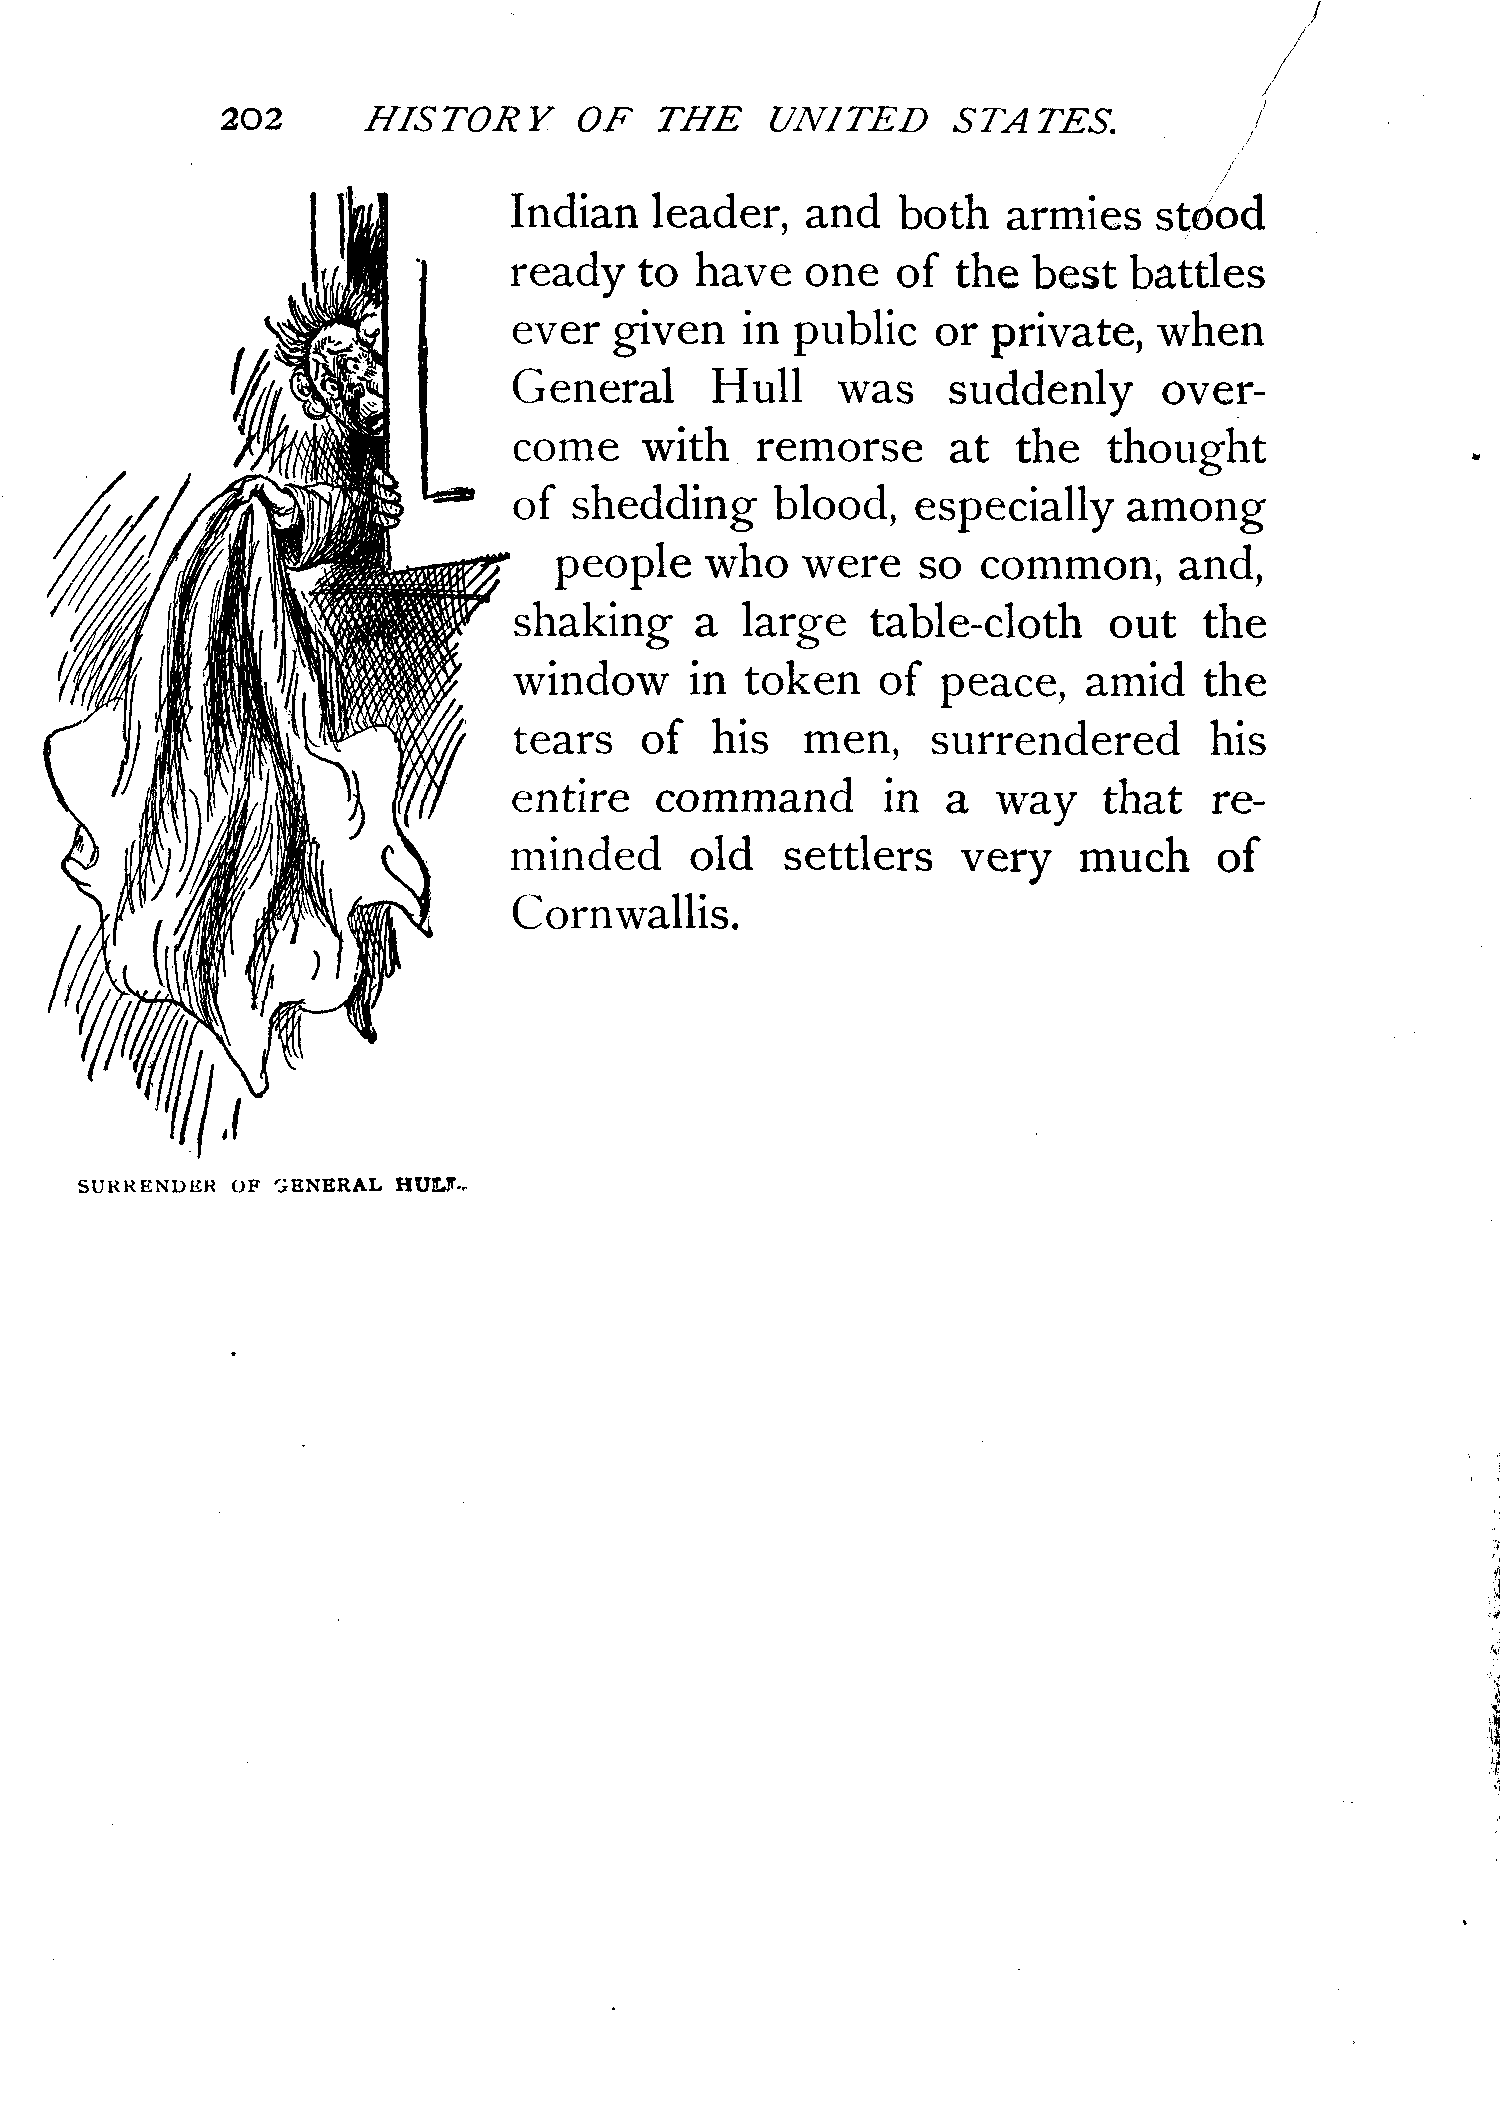 202 HISTORY OF THE UNITED STATES.
Indian leader, and both armies stood
ready to have one of the best battles
ever given in public or private, when
General Hull was suddenly over-
come with remorse at the thought
of shedding blood, especially among
people who were so common, and,
shaking a large table-cloth out the
window in token of peace, amid the
tears of his men, surrendered his
entire command in a way that re-
minded old settlers very much of
Cornwallis.
SURRENDER OF GENERAL HULL.